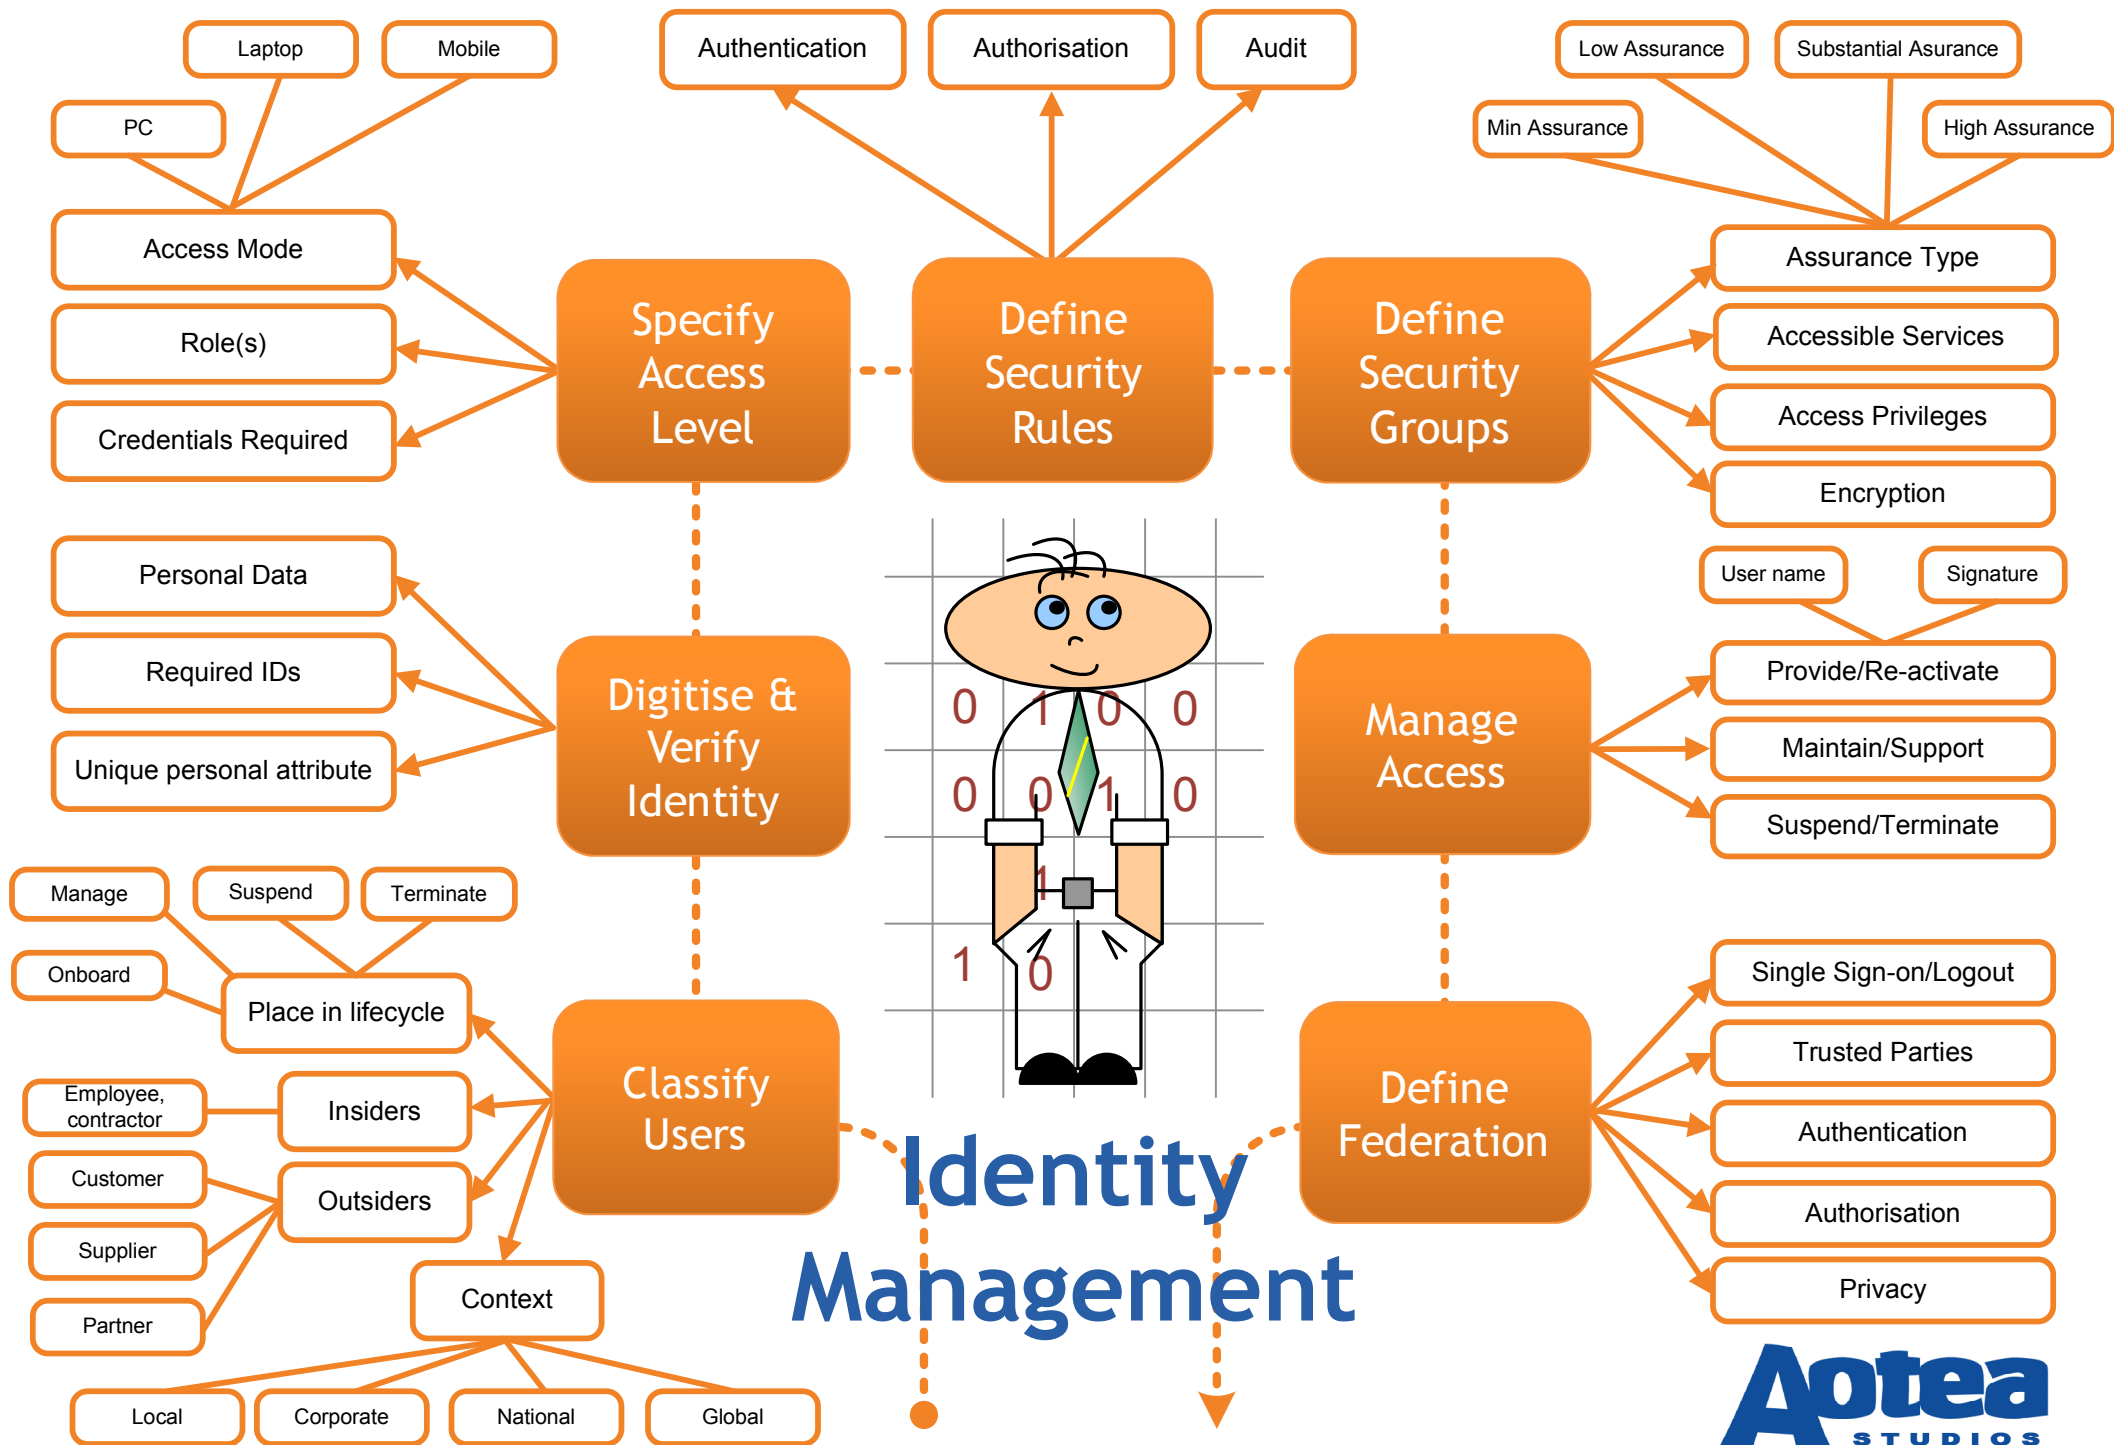 Laptop
Mobile
PC
Access Mode
Role(s)
Credentials Required
Authentication
Authorisation
Audit
Low Assurance
Substantial Asurance
Min Assurance
High Assurance
Assurance Type
Accessible Services
Access Privileges
Encryption
Specify
Access
Level
Define
Security
Rules
Define
Security
Groups
Personal Data
Required IDs
Unique personal attribute
Digitise &
Verify
Identity
User name
Signature
Provide/Re-activate
Maintain/Support
Suspend/Terminate
Manage
Access
0 1 0 0
0 0 1 0
1
1 0
Manage
Suspend
Terminate
Onboard
Place in lifecycle
Employee,
contractor
Insiders
Customer
Outsiders
Supplier
Partner
Context
Local
Corporate
National
Global
Classify
Users
Define
Federation
Single Sign-on/Logout
Trusted Parties
Authentication
Authorisation
Privacy
Identity
Management
Aotea
STUDIOS